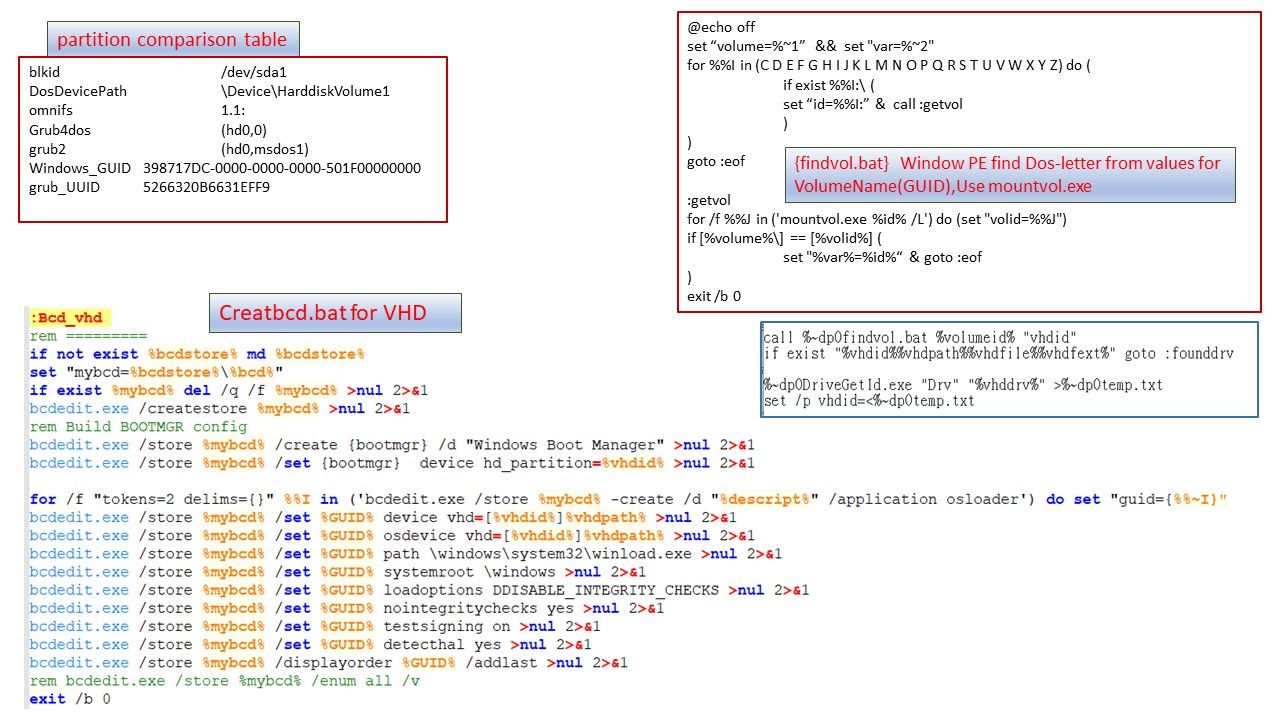 partition comparison table
blkid /dev/sda1
DosDevicePath \Device\HarddiskVolume1
omnifs 1.1:
Grub4dos (hd0,0)
grub2 (hd0,msdos1)
Windows_GUID 398717DC-0000-0000-0000-501F00000000
grub_UUID 5266320B6631EFF9
@echo off
set “volume=%~1” && set "var=%~2"
for %%I in (C D E F G H I J K L M N O P Q R S T U V W X Y Z) do (
if exist %%I:\ (
set “id=%%I:” & call :getvol
)
)
goto :eof
{findvol.bat} Window PE find Dos-letter from values for
VolumeName(GUID),Use mountvol.exe
:getvol
for /f %%J in ('mountvol.exe %id% /L') do (set "volid=%%J")
if [%volume%\] == [%volid%] (
set "%var%=%id%“ & goto :eof
)
exit /b 0
Creatbcd.bat for VHD
:Bcd_vhd
rem =========
if not exist %bcdstore% md %bcdstore%
set "mybcd=%bcdstore%\%bcd%"
if exist %mybcd% del /q /f %mybcd% >nul 2>&1
bcdedit.exe /createstore %mybcd% >nul 2>&1
rem Build BOOTMGR config
bcdedit.exe /store %mybcd% /create {bootmgr} /d "Windows Boot Manager" >nul 2>&1
bcdedit.exe /store %mybcd% /set {bootmgr} device hd_partition=%vhdid% >nul 2>&1
for /f "tokens=2 delims={}" %%I in ('bcdedit.exe /store %mybcd% -create /d "%descript%" /application osloader') do set "guid={%%~I}"
bcdedit.exe /store %mybcd% /set %GUID% device vhd=[%vhdid%]%vhdpath% >nul 2>&1
bcdedit.exe /store %mybcd% /set %GUID% osdevice vhd=[%vhdid%]%vhdpath% >nul 2>&1
bcdedit.exe /store %mybcd% /set %GUID% path \windows\system32\winload.exe >nul 2>&1
bcdedit.exe /store %mybcd% /set %GUID% systemroot \windows >nul 2>&1
bcdedit.exe /store %mybcd% /set %GUID% loadoptions DDISABLE_INTEGRITY_CHECKS >nul 2>&1
bcdedit.exe /store %mybcd% /set %GUID% nointegritychecks yes >nul 2>&1
bcdedit.exe /store %mybcd% /set %GUID% testsigning on >nul 2>&1
bcdedit.exe /store %mybcd% /set %GUID% detecthal yes >nul 2>&1
bcdedit.exe /store %mybcd% /displayorder %GUID% /addlast >nul 2>&1
rem bcdedit.exe /store %mybcd% /enum all /v
exit /b 0
call %~dp0findvol.bat %volumeid% "vhdid"
if exist "%vhdid%%vhdpath%%vhdfile%%vhdfext%" goto :founddrv
%~dp0DriveGetId.exe "Drv" "%vhddrv%" >%~dp0temp.txt
set /p vhdid=<%~dp0temp.txt